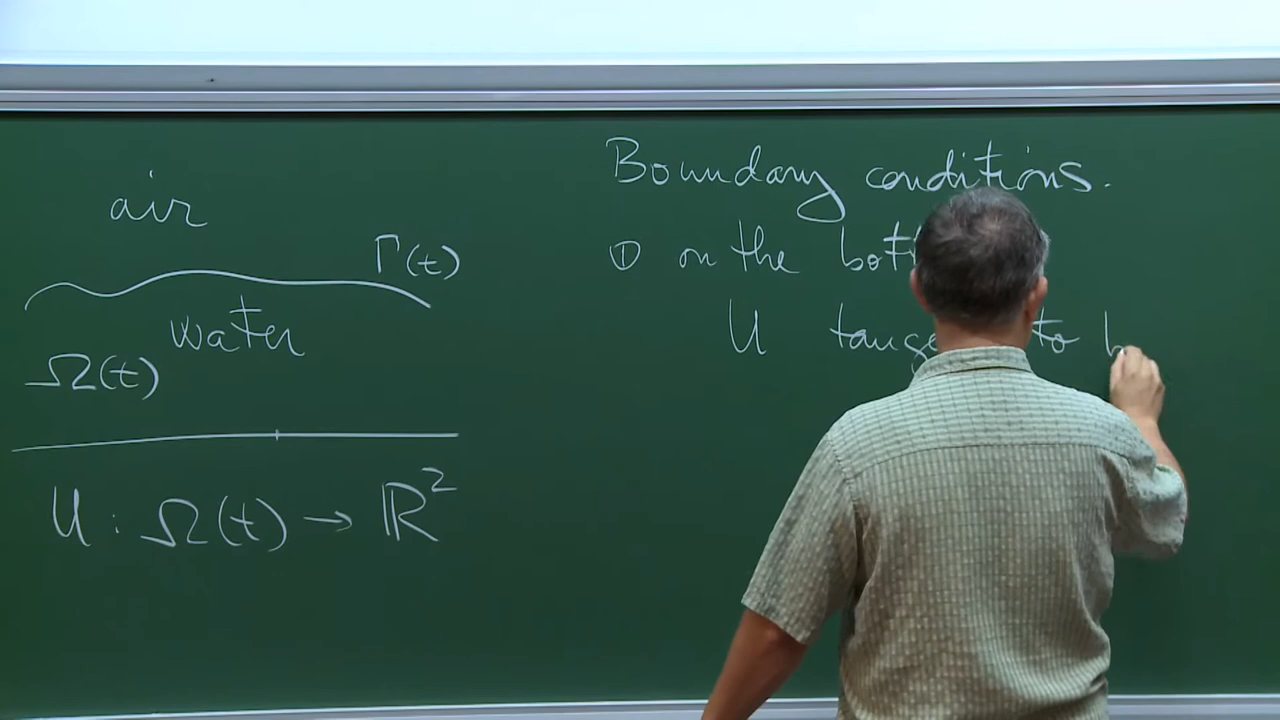 air
Γ(t)
water
Ω(t)
U : Ω(t) → ℝ²
Boundary conditions.
① on the
U to